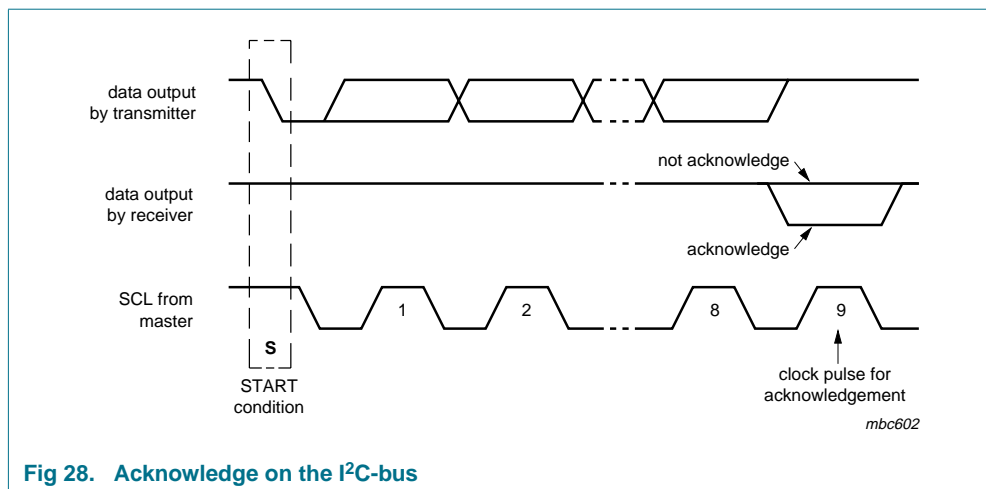 data output
by transmitter
not acknowledge
data output
by receiver
acknowledge
SCL from
master
1
2
8
9
S
START
condition
clock pulse for
acknowledgement
mbc602
Fig 28. Acknowledge on the I²C-bus